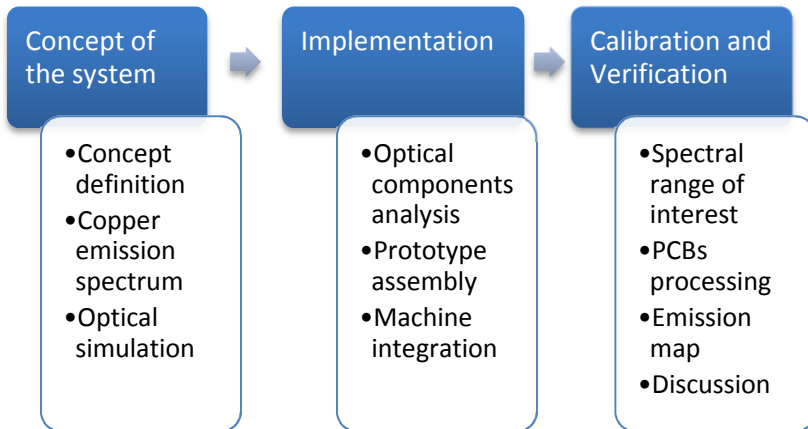 Concept of
the system
•Concept
definition
•Copper
emission
spectrum
•Optical
simulation
Implementation
•Optical
components
analysis
•Prototype
assembly
•Machine
integration
Calibration and
Verification
•Spectral
range of
interest
•PCBs
processing
•Emission
map
•Discussion